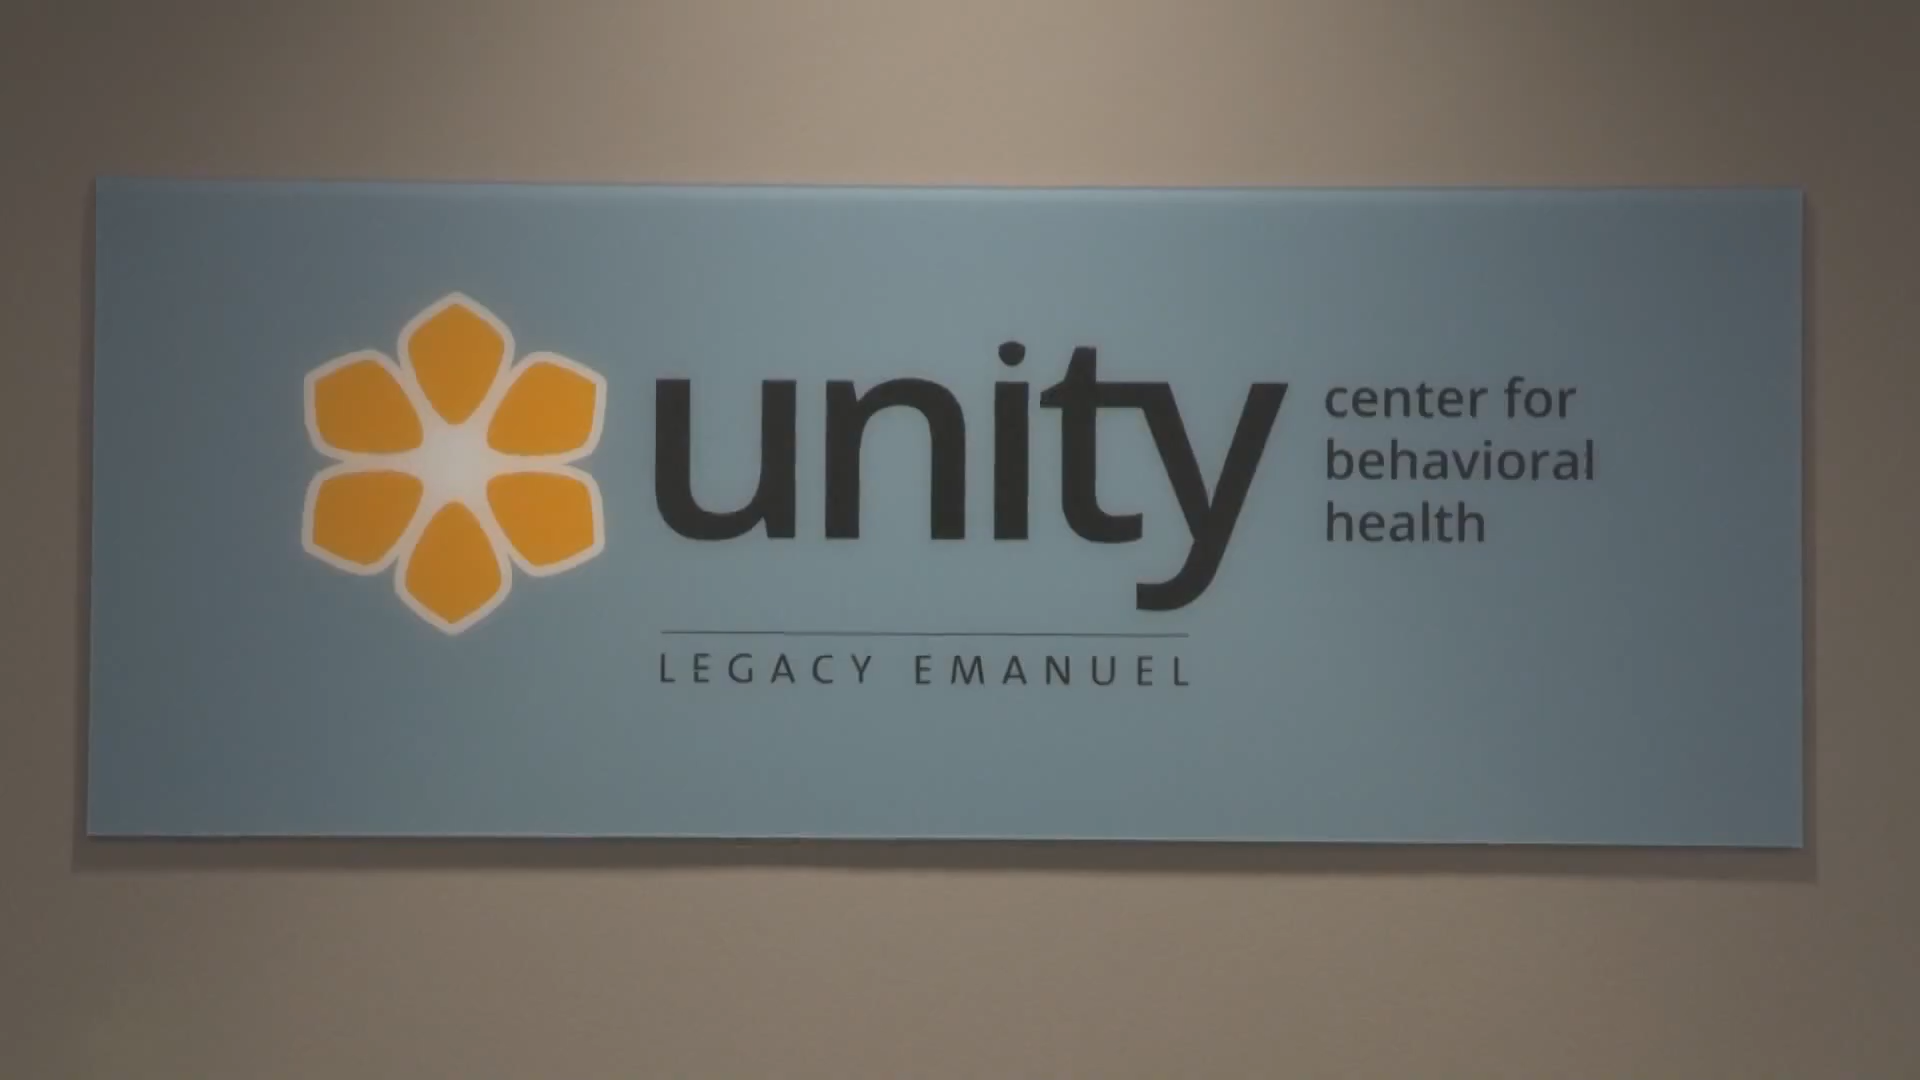 unity
center for
behavioral
health
LEGACY EMANUEL